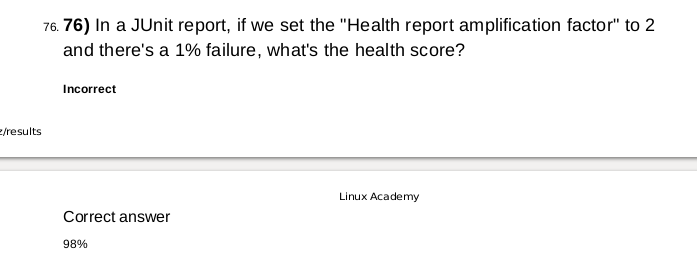 76. 76) In a JUnit report, if we set the "Health report amplification factor" to 2
and there's a 1% failure, what's the health score?
Incorrect
z/results
Linux Academy
Correct answer
98%